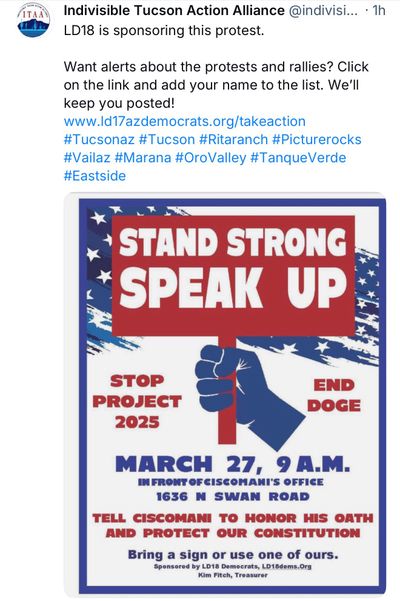 ITAA
Indivisible Tucson Action Alliance @indivisi... · 1h
LD18 is sponsoring this protest.
Want alerts about the protests and rallies? Click
on the link and add your name to the list. We’ll
keep you posted!
www.ld17azdemocrats.org/takeaction
#Tucsonaz #Tucson #Ritaranch #Picturerocks
#Vailaz #Marana #OroValley #TanqueVerde
#Eastside
STAND STRONG
SPEAK UP
STOP
PROJECT
2025
END
DOGE
MARCH 27, 9 A.M.
IN FRONT OF CISCOMANI'S OFFICE
1636 N SWAN ROAD
TELL CISCOMANI TO HONOR HIS OATH
AND PROTECT OUR CONSTITUTION
Bring a sign or use one of ours.
Sponsored by LD18 Democrats, LD18dems.Org
Kim Fitch, Treasurer